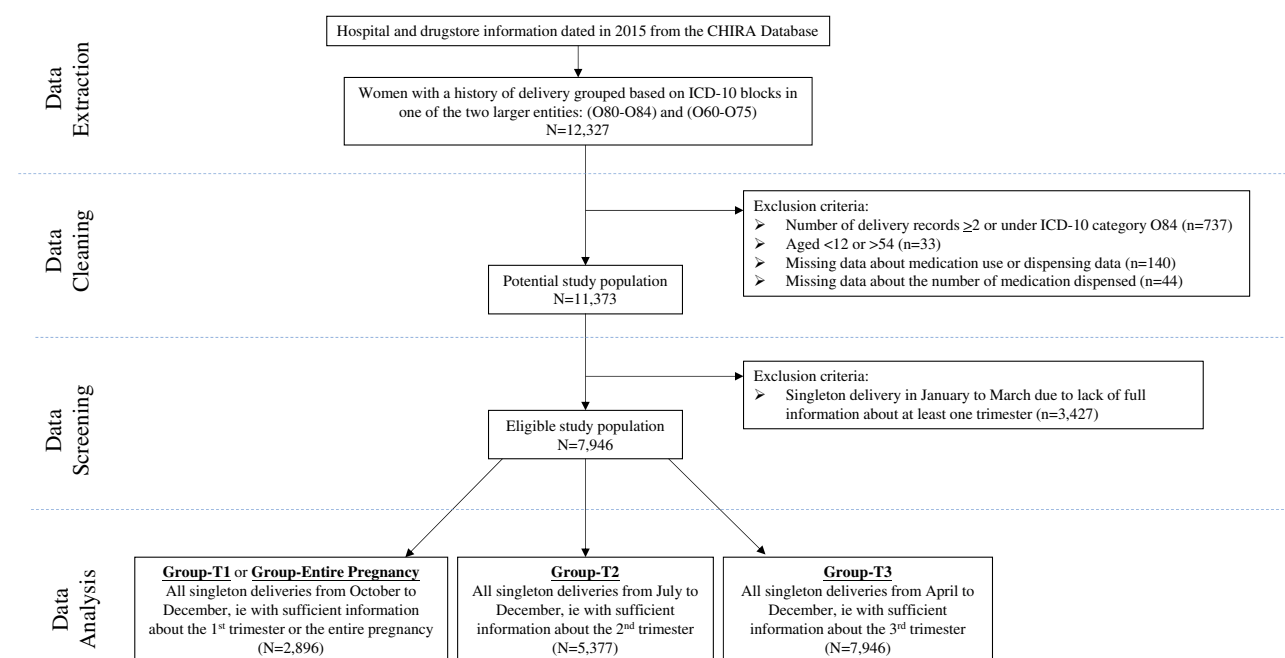 Hospital and drugstore information dated in 2015 from the CHIRA Database
Data
Extraction
Women with a history of delivery grouped based on ICD-10 blocks in
one of the two larger entities: (O80-O84) and (O60-O75)
N=12,327
Data
Cleaning
Exclusion criteria:
➢ Number of delivery records ≥2 or under ICD-10 category O84 (n=737)
➢ Aged <12 or >54 (n=33)
➢ Missing data about medication use or dispensing data (n=140)
➢ Missing data about the number of medication dispensed (n=44)
Potential study population
N=11,373
Data
Screening
Exclusion criteria:
➢ Singleton delivery in January to March due to lack of full
information about at least one trimester (n=3,427)
Eligible study population
N=7,946
Data
Analysis
Group-T1 or Group-Entire Pregnancy
All singleton deliveries from October to
December, ie with sufficient information
about the 1st trimester or the entire pregnancy
(N=2,896)
Group-T2
All singleton deliveries from July to
December, ie with sufficient
information about the 2nd trimester
(N=5,377)
Group-T3
All singleton deliveries from April to
December, ie with sufficient
information about the 3rd trimester
(N=7,946)